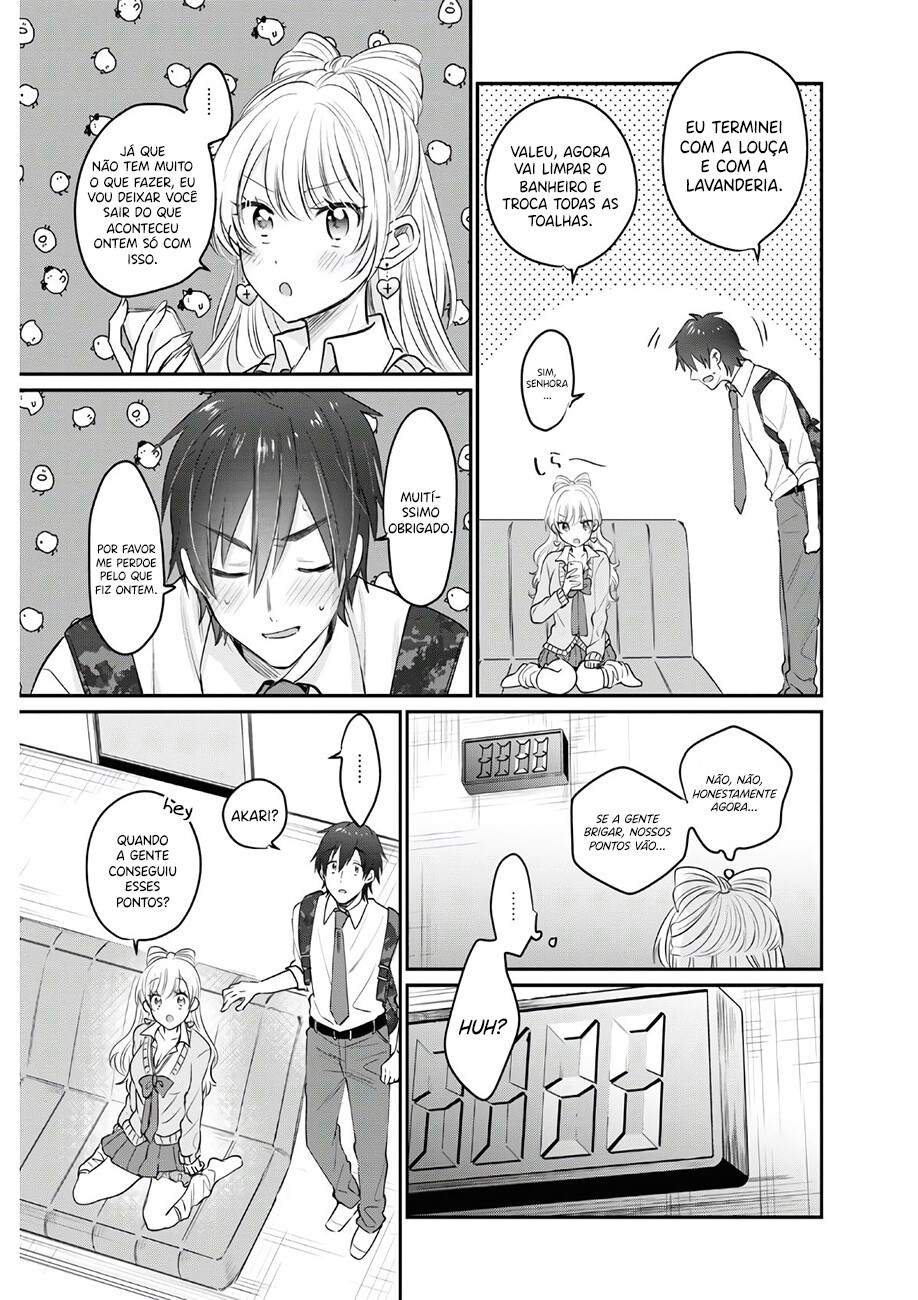 EU TERMINEI
COM A LOUÇA
E COM A
LAVANDERIA.
VALEU, AGORA
VAI LIMPAR O
BANHEIRO E
TROCA TODAS AS
TOALHAS.
SIM,
SENHORA
...
しらー
......
JÁ QUE
NÃO TEM MUITO
O QUE FAZER, EU
VOU DEIXAR VOCÊ
SAIR DO QUE
ACONTECEU
ONTEM SÓ COM
ISSO.
MUITÍ-
SSIMO
OBRIGADO.
POR FAVOR
ME PERDOE
PELO QUE
FIZ ONTEM.
NÃO, NÃO,
HONESTAMENTE
AGORA...
SE A GENTE
BRIGAR, NOSSOS
PONTOS VÃO...
......
HUH?
......
AKARI?
hey
QUANDO
A GENTE
CONSEGUIU
ESSES
PONTOS?